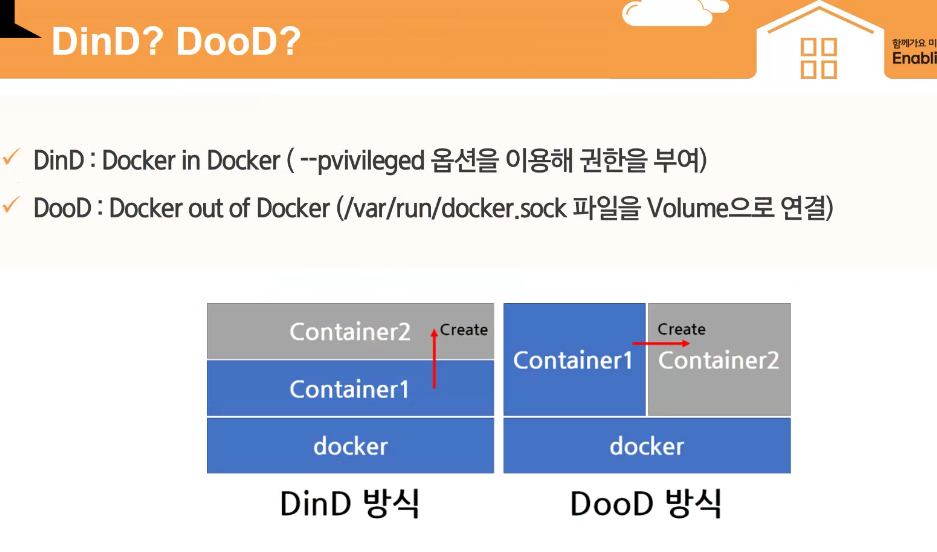 DinD? DooD?
함께가요 미
Enabli
DinD : Docker in Docker ( --pvivileged 옵션을 이용해 권한을 부여)
DooD : Docker out of Docker (/var/run/docker.sock 파일을 Volume으로 연결)
Container2
Create
Container1
docker
DinD 방식
Create
Container1
Container2
docker
DooD 방식